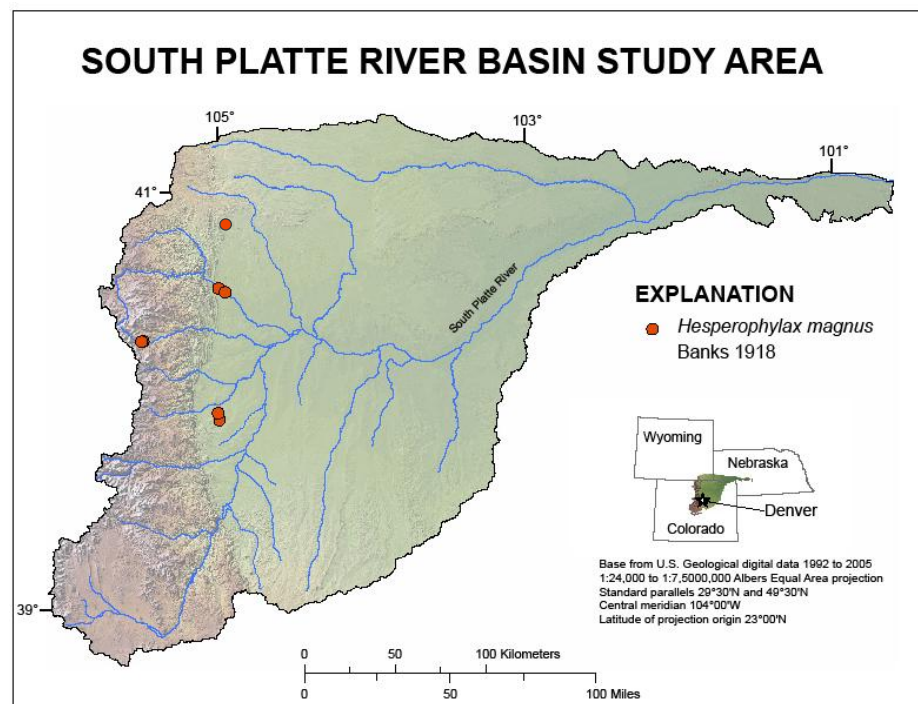 SOUTH PLATTE RIVER BASIN STUDY AREA
105°
103°
101°
41°
South Platte River
EXPLANATION
Hesperophylax magnus
Banks 1918
Wyoming
Nebraska
Denver
Colorado
Base from U.S. Geological digital data 1992 to 2005
1:24,000 to 1:7,5000,000 Albers Equal Area projection
Standard parallels 29°30'N and 49°30'N
Central meridian 104°00'W
Latitude of projection origin 23°00'N
39°
0 50 100 Kilometers
0 50 100 Miles